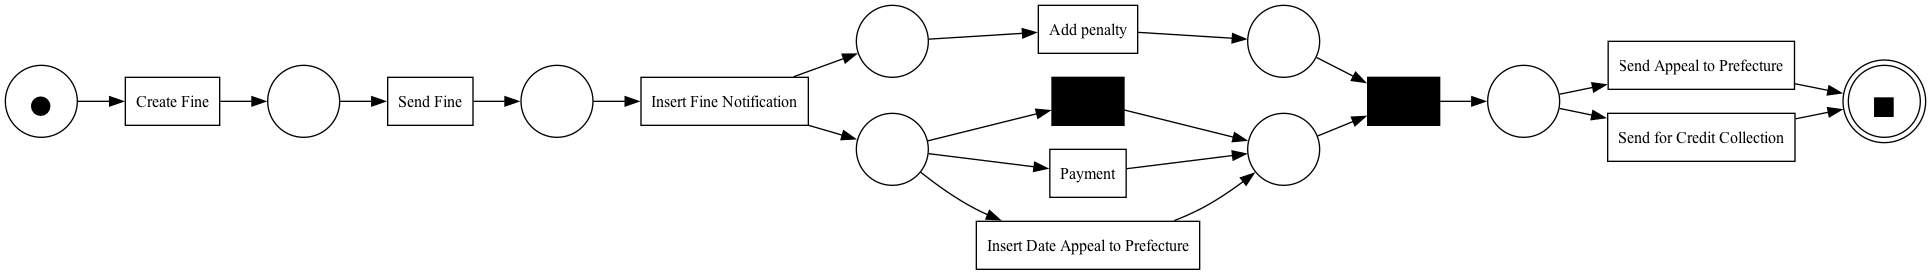 Create Fine
Send Fine
Insert Fine Notification
Add penalty
Payment
Insert Date Appeal to Prefecture
Send Appeal to Prefecture
Send for Credit Collection